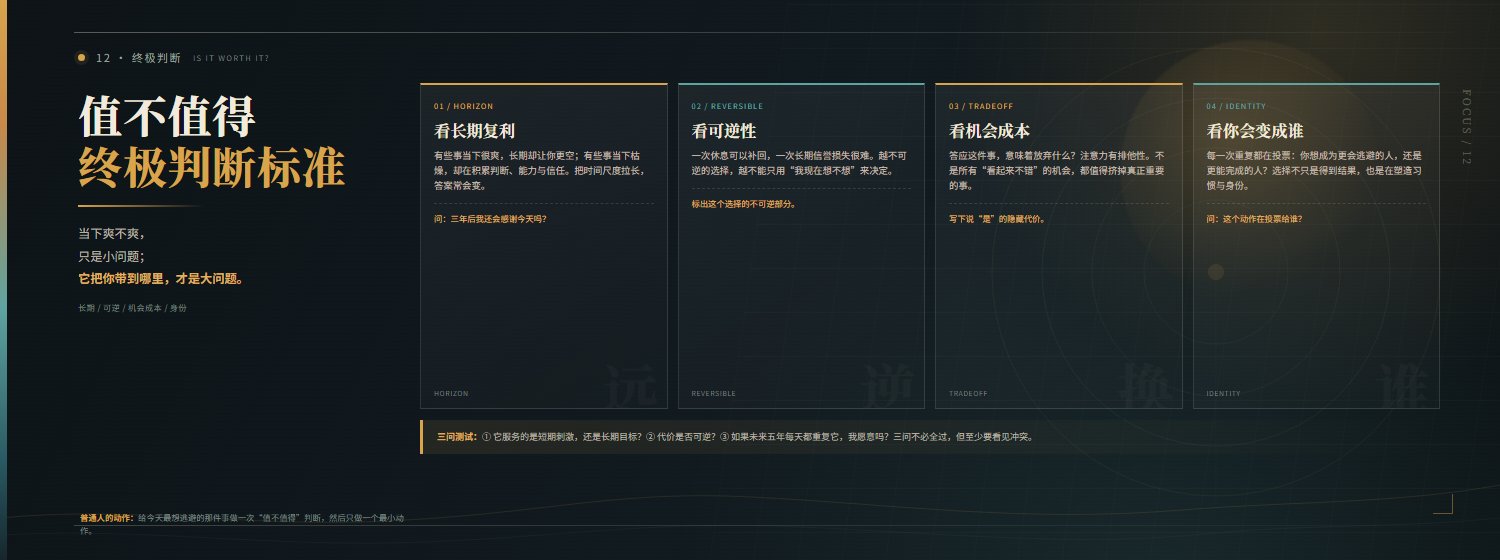 12 · 终极判断 IS IT WORTH IT?
值不值得
终极判断标准
当下爽不爽，
只是小问题；
它把你带到哪里，才是大问题。
长期 / 可逆 / 机会成本 / 身份
01 / HORIZON
看长期复利
有些事当下很爽，长期却让你更空；有些事当下枯
燥，却在积累判断、能力与信任。把时间尺度拉长，
答案常会变。
问：三年后我还会感谢今天吗？
HORIZON
远
02 / REVERSIBLE
看可逆性
一次休息可以补回，一次长期信誉损失很难。越不可
逆的选择，越不能只用“我现在想不想”来决定。
标出这个选择的不可逆部分。
REVERSIBLE
逆
03 / TRADEOFF
看机会成本
答应这件事，意味着放弃什么？注意力有排他性。不
是所有“看起来不错”的机会，都值得挤掉真正重要
的事。
写下说“是”的隐藏代价。
TRADEOFF
换
04 / IDENTITY
看你会变成谁
每一次重复都在投票：你想成为更会逃避的人，还是
更能完成的人？选择不只是得到结果，也是在塑造习
惯与身份。
问：这个动作在投票给谁？
IDENTITY
谁
三问测试：① 它服务的是短期刺激，还是长期目标？② 代价是否可逆？③ 如果未来五年每天都重复它，我愿意吗？三问不必全过，但至少要看见冲突。
普通人的动作：给今天最想逃避的那件事做一次“值不值得”判断，然后只做一个最小动
作。
FOCUS / 12